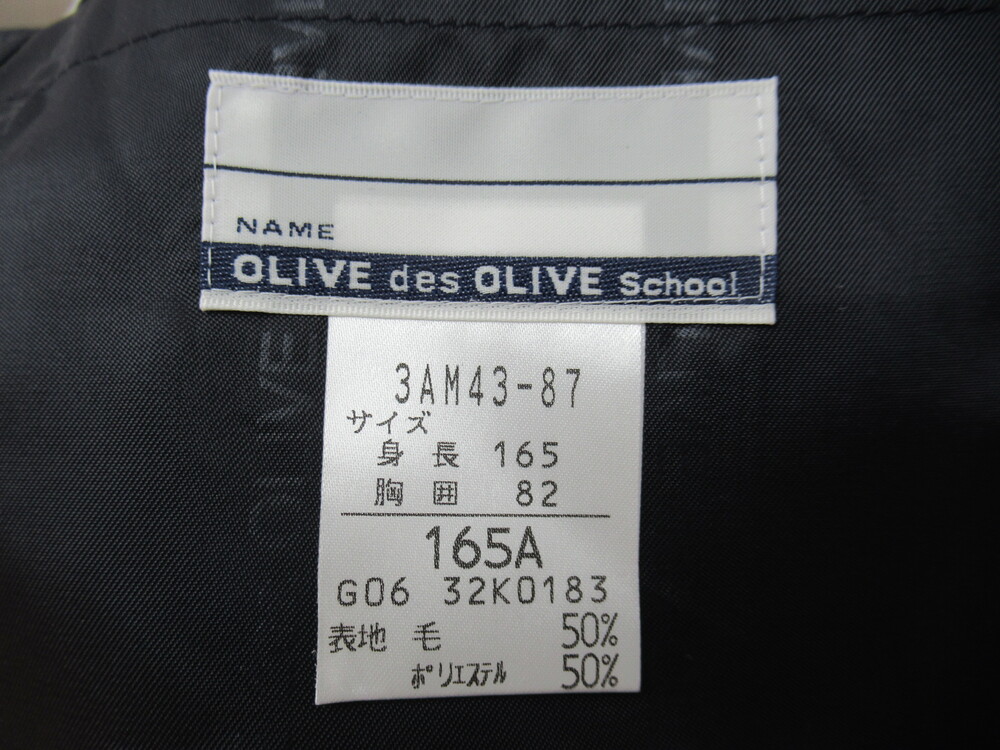 NAME
OLIVE des OLIVE School
3AM43-87
サイズ
身長 165
胸囲 82
165A
G06 32K0183
表地 毛 50%
ポリエステル 50%